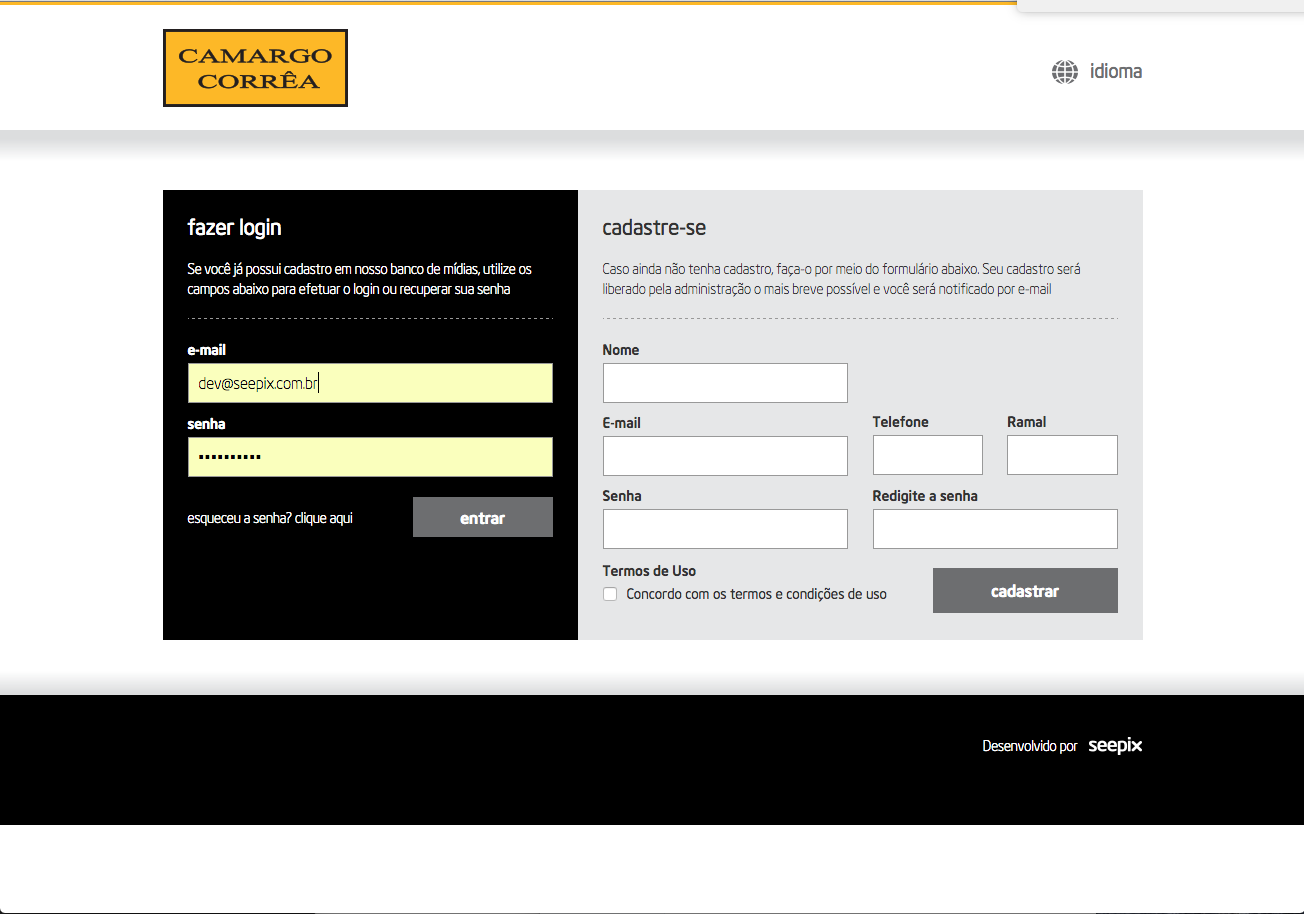 CAMARGO
CORRÊA
idioma
fazer login
Se você já possui cadastro em nosso banco de mídias, utilize os
campos abaixo para efetuar o login ou recuperar sua senha
e-mail
dev@seepix.com.br
senha
••••••••••
esqueceu a senha? clique aqui
entrar
cadastre-se
Caso ainda não tenha cadastro, faça-o por meio do formulário abaixo. Seu cadastro será
liberado pela administração o mais breve possível e você será notificado por e-mail
Nome
E-mail
Telefone
Ramal
Senha
Redigite a senha
Termos de Uso
Concordo com os termos e condições de uso
cadastrar
Desenvolvido por seepix